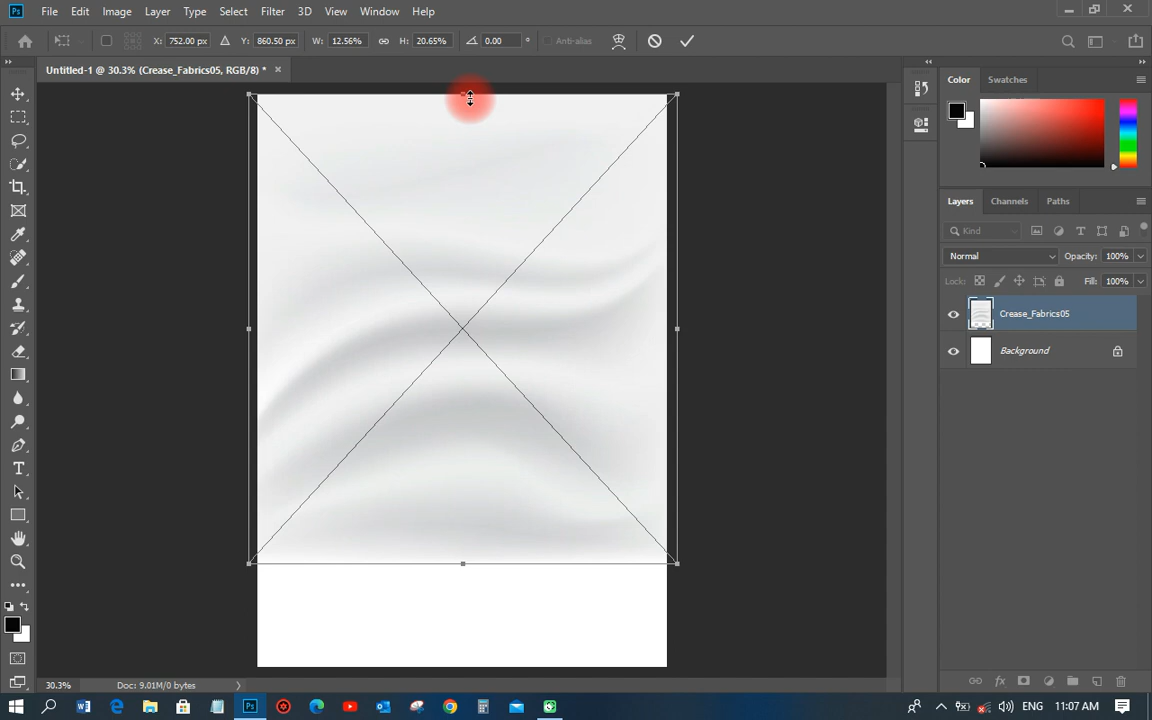 Ps File Edit Image Layer Type Select Filter 3D View Window Help
X: 752.00 px Y: 860.50 px W: 12.56% H: 20.65% 0.00 ° Anti-alias
Untitled-1 @ 30.3% (Crease_Fabrics05, RGB/8) * ×
Color Swatches
Layers Channels Paths
Kind
Normal Opacity: 100%
Lock: Fill: 100%
Crease_Fabrics05
Background
30.3% Doc: 9.01M/0 bytes
ENG 11:07 AM